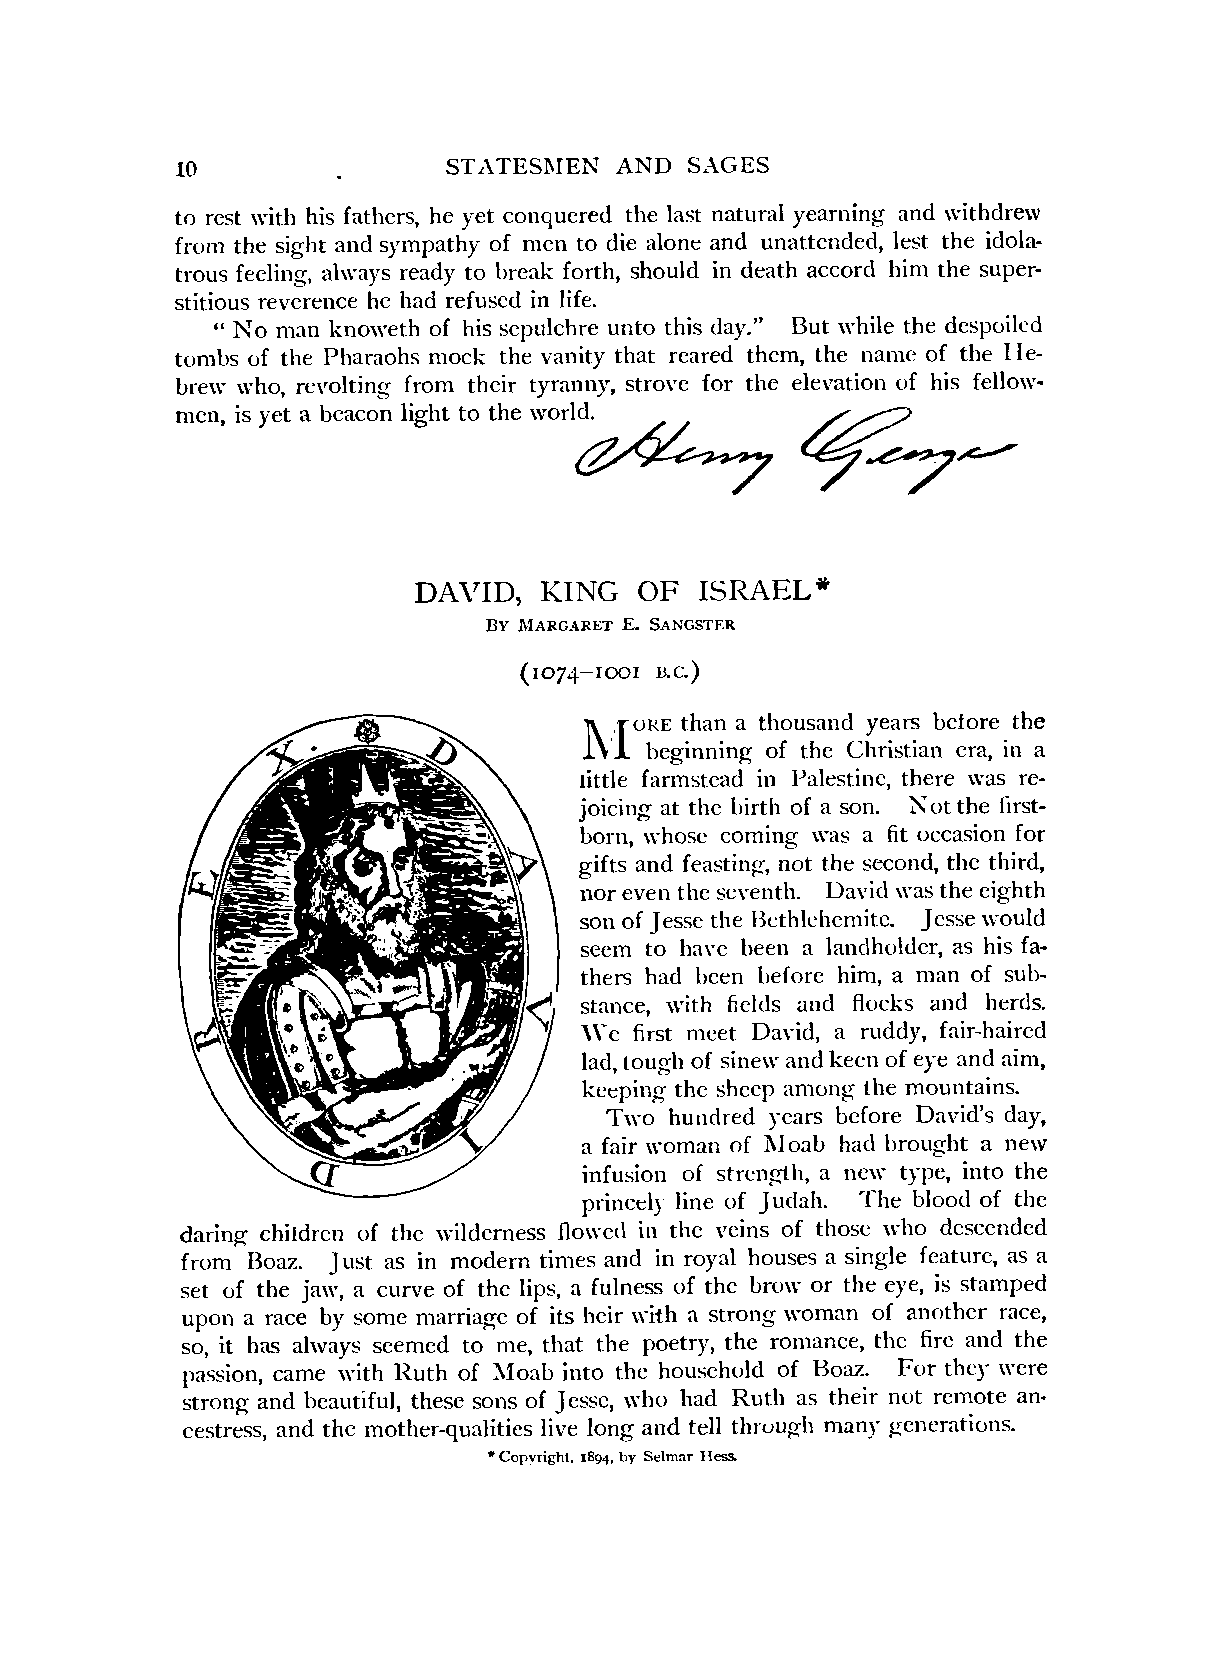 10 STATESMEN AND SAGES
to rest with his fathers, he yet conquered the last natural yearning and withdrew
from the sight and sympathy of men to die alone and unattended, lest the idola-
trous feeling, always ready to break forth, should in death accord him the super-
stitious reverence he had refused in life.
“ No man knoweth of his sepulchre unto this day.” But while the despoiled
tombs of the Pharaohs mock the vanity that reared them, the name of the He-
brew who, revolting from their tyranny, strove for the elevation of his fellow-
men, is yet a beacon light to the world.
Henry George
DAVID, KING OF ISRAEL*
BY MARGARET E. SANGSTER
(1074–1001 B.C.)
DAVID REX.
MORE than a thousand years before the
beginning of the Christian era, in a
little farmstead in Palestine, there was re-
joicing at the birth of a son. Not the first-
born, whose coming was a fit occasion for
gifts and feasting, not the second, the third,
nor even the seventh. David was the eighth
son of Jesse the Bethlehemite. Jesse would
seem to have been a landholder, as his fa-
thers had been before him, a man of sub-
stance, with fields and flocks and herds.
We first meet David, a ruddy, fair-haired
lad, tough of sinew and keen of eye and aim,
keeping the sheep among the mountains.
Two hundred years before David's day,
a fair woman of Moab had brought a new
infusion of strength, a new type, into the
princely line of Judah. The blood of the
daring children of the wilderness flowed in the veins of those who descended
from Boaz. Just as in modern times and in royal houses a single feature, as a
set of the jaw, a curve of the lips, a fulness of the brow or the eye, is stamped
upon a race by some marriage of its heir with a strong woman of another race,
so, it has always seemed to me, that the poetry, the romance, the fire and the
passion, came with Ruth of Moab into the household of Boaz. For they were
strong and beautiful, these sons of Jesse, who had Ruth as their not remote an-
cestress, and the mother-qualities live long and tell through many generations.
* Copyright, 1894, by Selmar Hess.